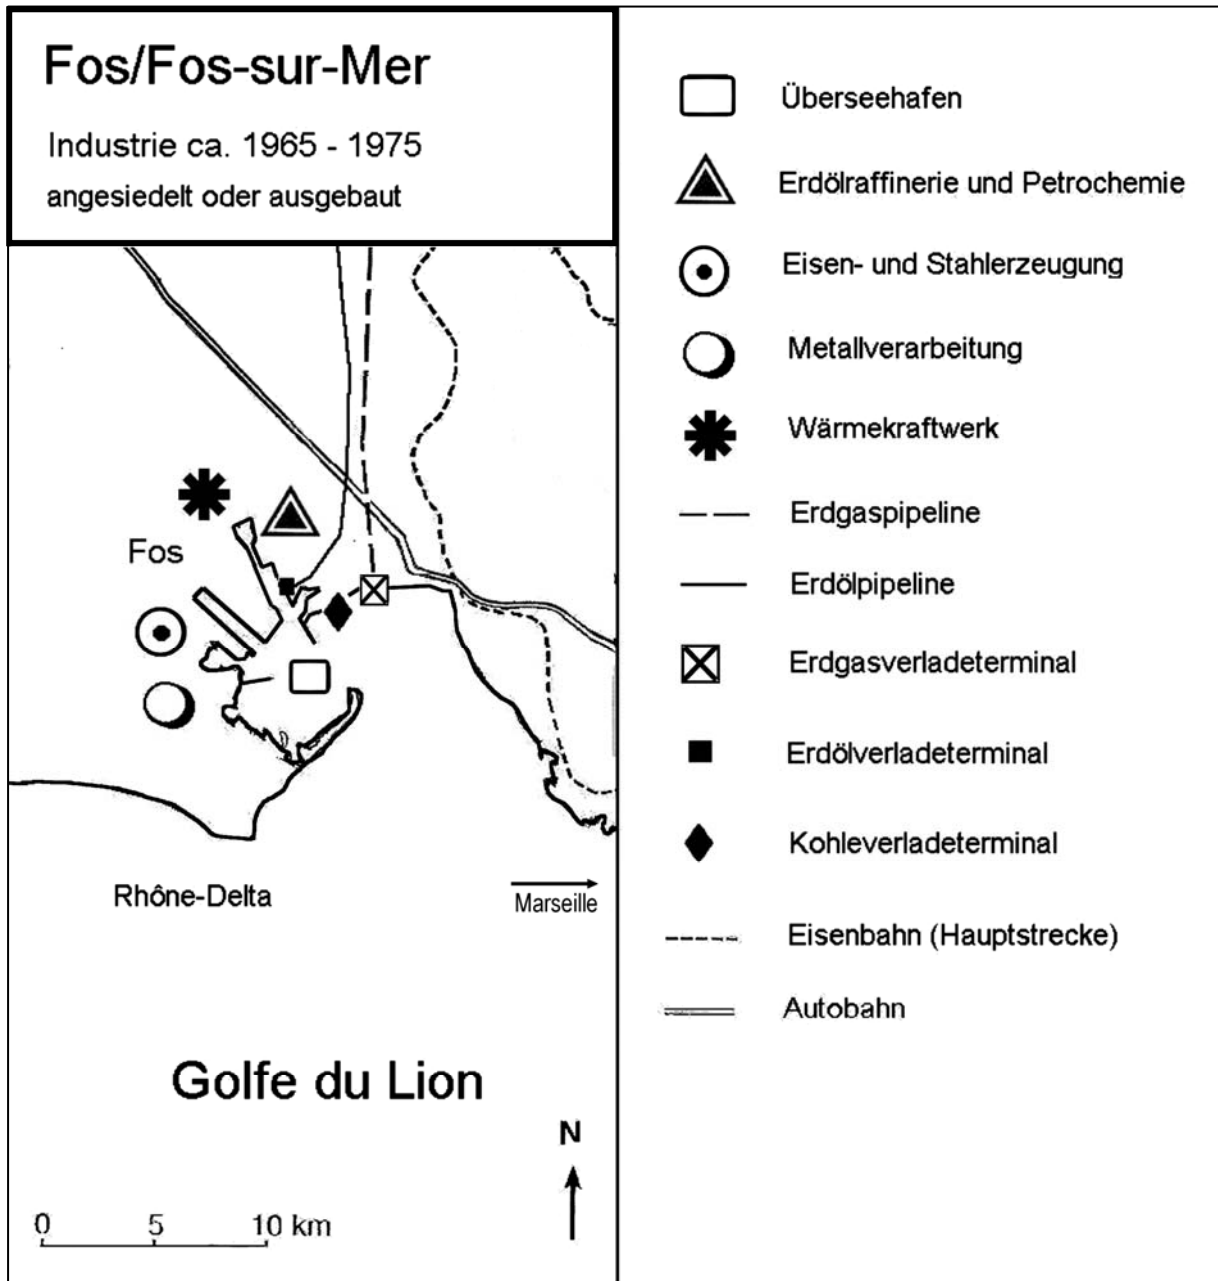 Fos/Fos-sur-Mer
Industrie ca. 1965 - 1975
angesiedelt oder ausgebaut
Fos
Rhône-Delta
Marseille
Golfe du Lion
N
0 5 10 km
Überseehafen
Erdölraffinerie und Petrochemie
Eisen- und Stahlerzeugung
Metallverarbeitung
Wärmekraftwerk
Erdgaspipeline
Erdölpipeline
Erdgasverladeterminal
Erdölverladeterminal
Kohleverladeterminal
Eisenbahn (Hauptstrecke)
Autobahn